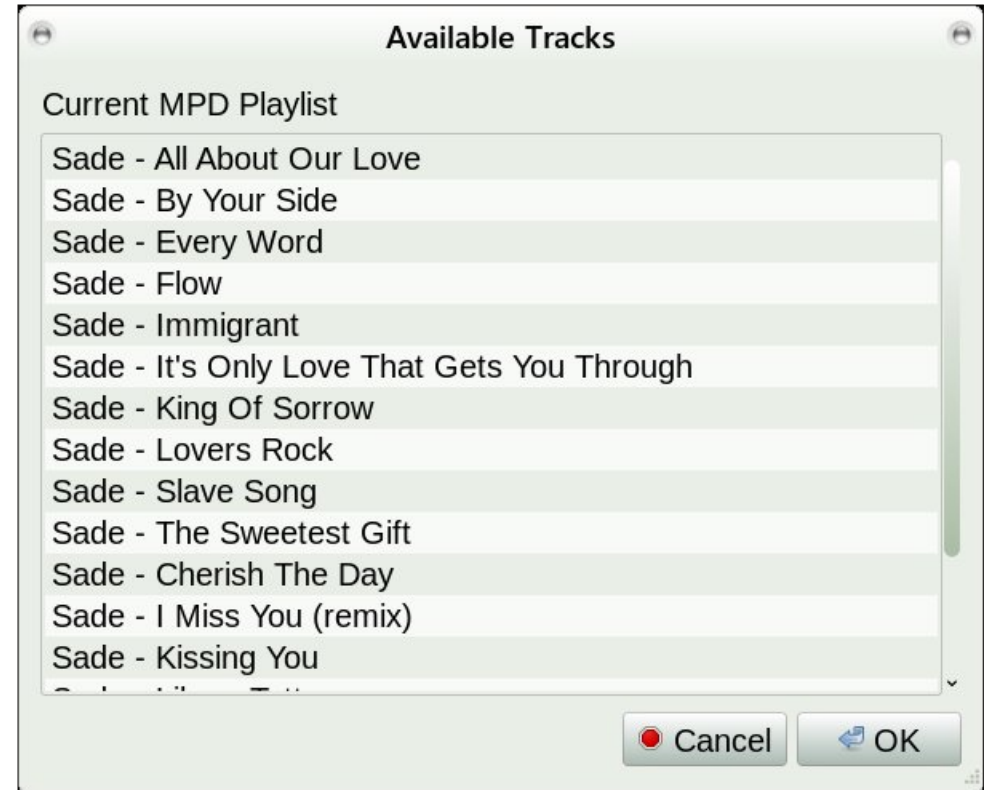 Available Tracks
Current MPD Playlist
Sade - All About Our Love
Sade - By Your Side
Sade - Every Word
Sade - Flow
Sade - Immigrant
Sade - It's Only Love That Gets You Through
Sade - King Of Sorrow
Sade - Lovers Rock
Sade - Slave Song
Sade - The Sweetest Gift
Sade - Cherish The Day
Sade - I Miss You (remix)
Sade - Kissing You
Cancel
OK